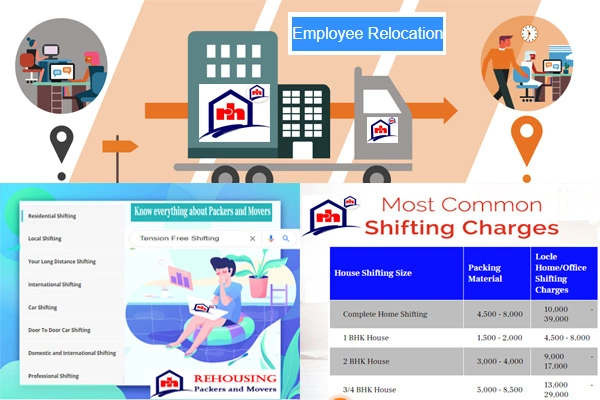 Employee Relocation
Know everything about Packers and Movers
Residential Shifting
Local Shifting
Your Long Distance Shifting
International Shifting
Car Shifting
Door To Door Car Shifting
Domestic and International Shifting
Professional Shifting
Tension Free Shifting
REHOUSING
Packers and Movers
Most Common
Shifting Charges
House Shifting Size
Packing
Material
Locle
Home/Office
Shifting
Charges
Complete Home Shifting
4,500 - 8,000
10,000 -
39,000
1 BHK House
1,500 - 2,000
4,500 - 8,000
2 BHK House
3,000 - 4,000
9,000 -
17,000
3/4 BHK House
5,000 - 8,500
13,000 -
29,000